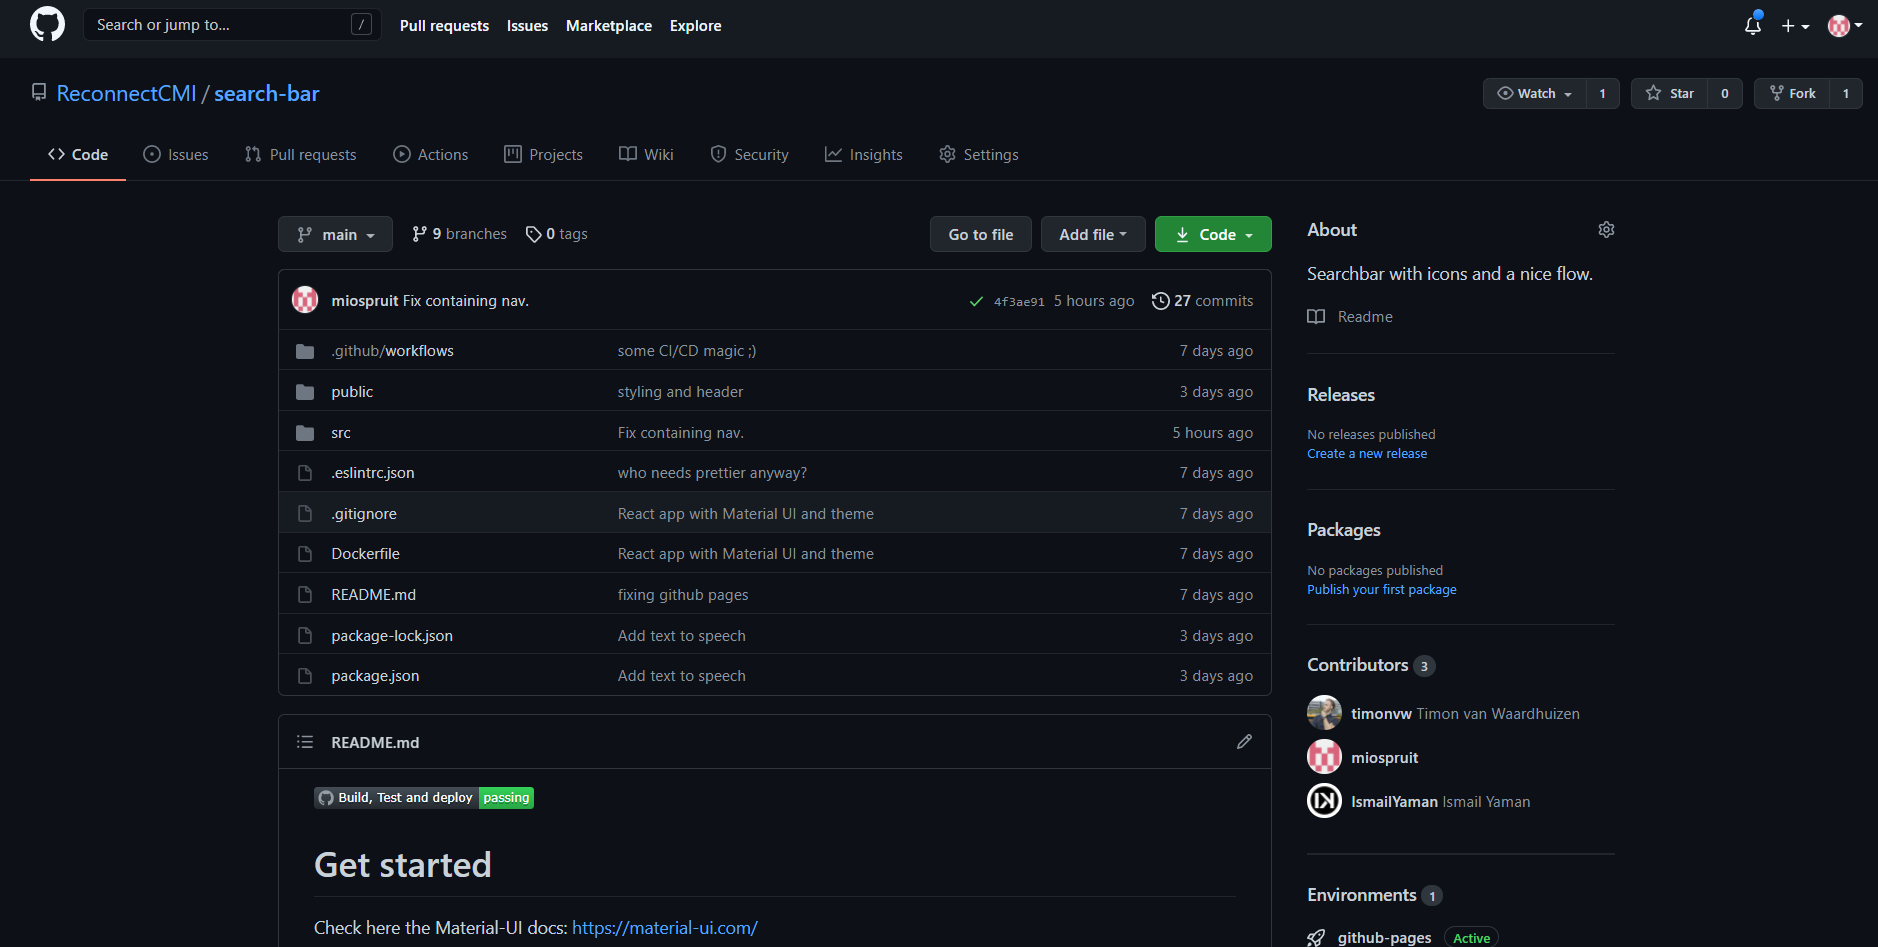 Search or jump to... /
Pull requests Issues Marketplace Explore
ReconnectCMI / search-bar
Watch 1 Star 0 Fork 1
Code Issues Pull requests Actions Projects Wiki Security Insights Settings
main 9 branches 0 tags Go to file Add file Code
miospruit Fix containing nav. 4f3ae91 5 hours ago 27 commits
.github/workflows some CI/CD magic ;) 7 days ago
public styling and header 3 days ago
src Fix containing nav. 5 hours ago
.eslintrc.json who needs prettier anyway? 7 days ago
.gitignore React app with Material UI and theme 7 days ago
Dockerfile React app with Material UI and theme 7 days ago
README.md fixing github pages 7 days ago
package-lock.json Add text to speech 3 days ago
package.json Add text to speech 3 days ago
README.md
Build, Test and deploy passing
Get started
Check here the Material-UI docs: https://material-ui.com/
About
Searchbar with icons and a nice flow.
Readme
Releases
No releases published
Create a new release
Packages
No packages published
Publish your first package
Contributors 3
timonvw Timon van Waardhuizen
miospruit
IsmailYaman Ismail Yaman
Environments 1
github-pages Active